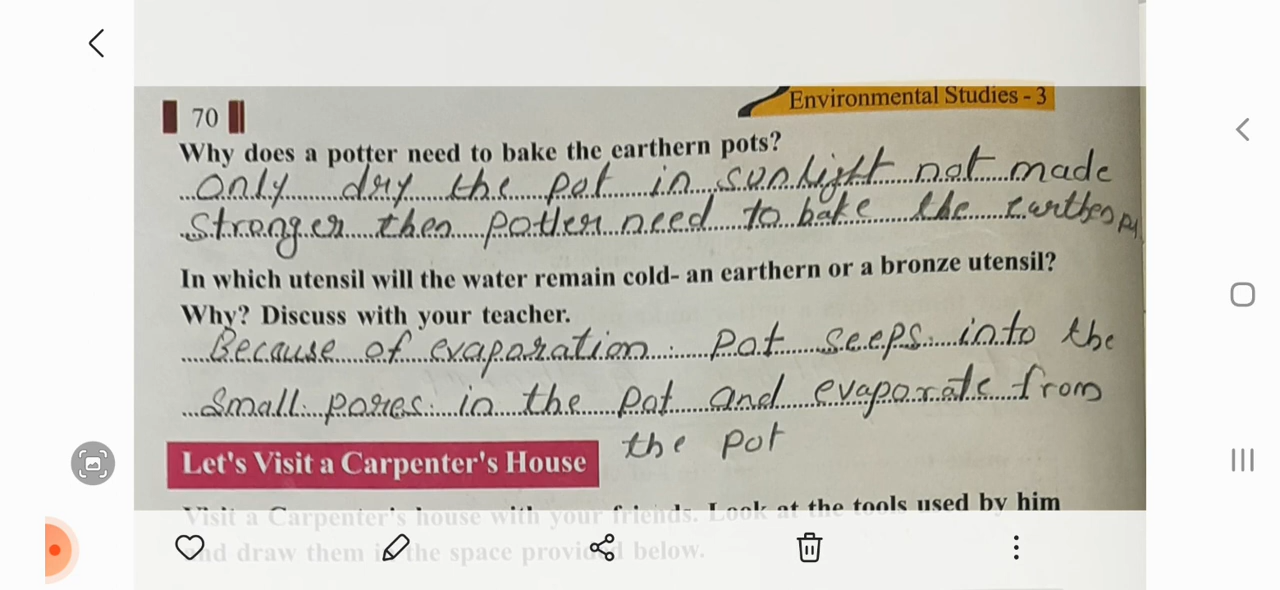 70
Environmental Studies - 3
Why does a potter need to bake the earthern pots?
Only dry the pot in sunlight not made
stronger then potter need to bake the earthen
In which utensil will the water remain cold- an earthern or a bronze utensil?
Why? Discuss with your teacher.
Because of evaporation. Pot seeps into the
small pores in the pot and evaporate from
the pot
Let's Visit a Carpenter's House
Visit a Carpenter's house with your friends. Look at the tools used by him
and draw them in the space provided below.